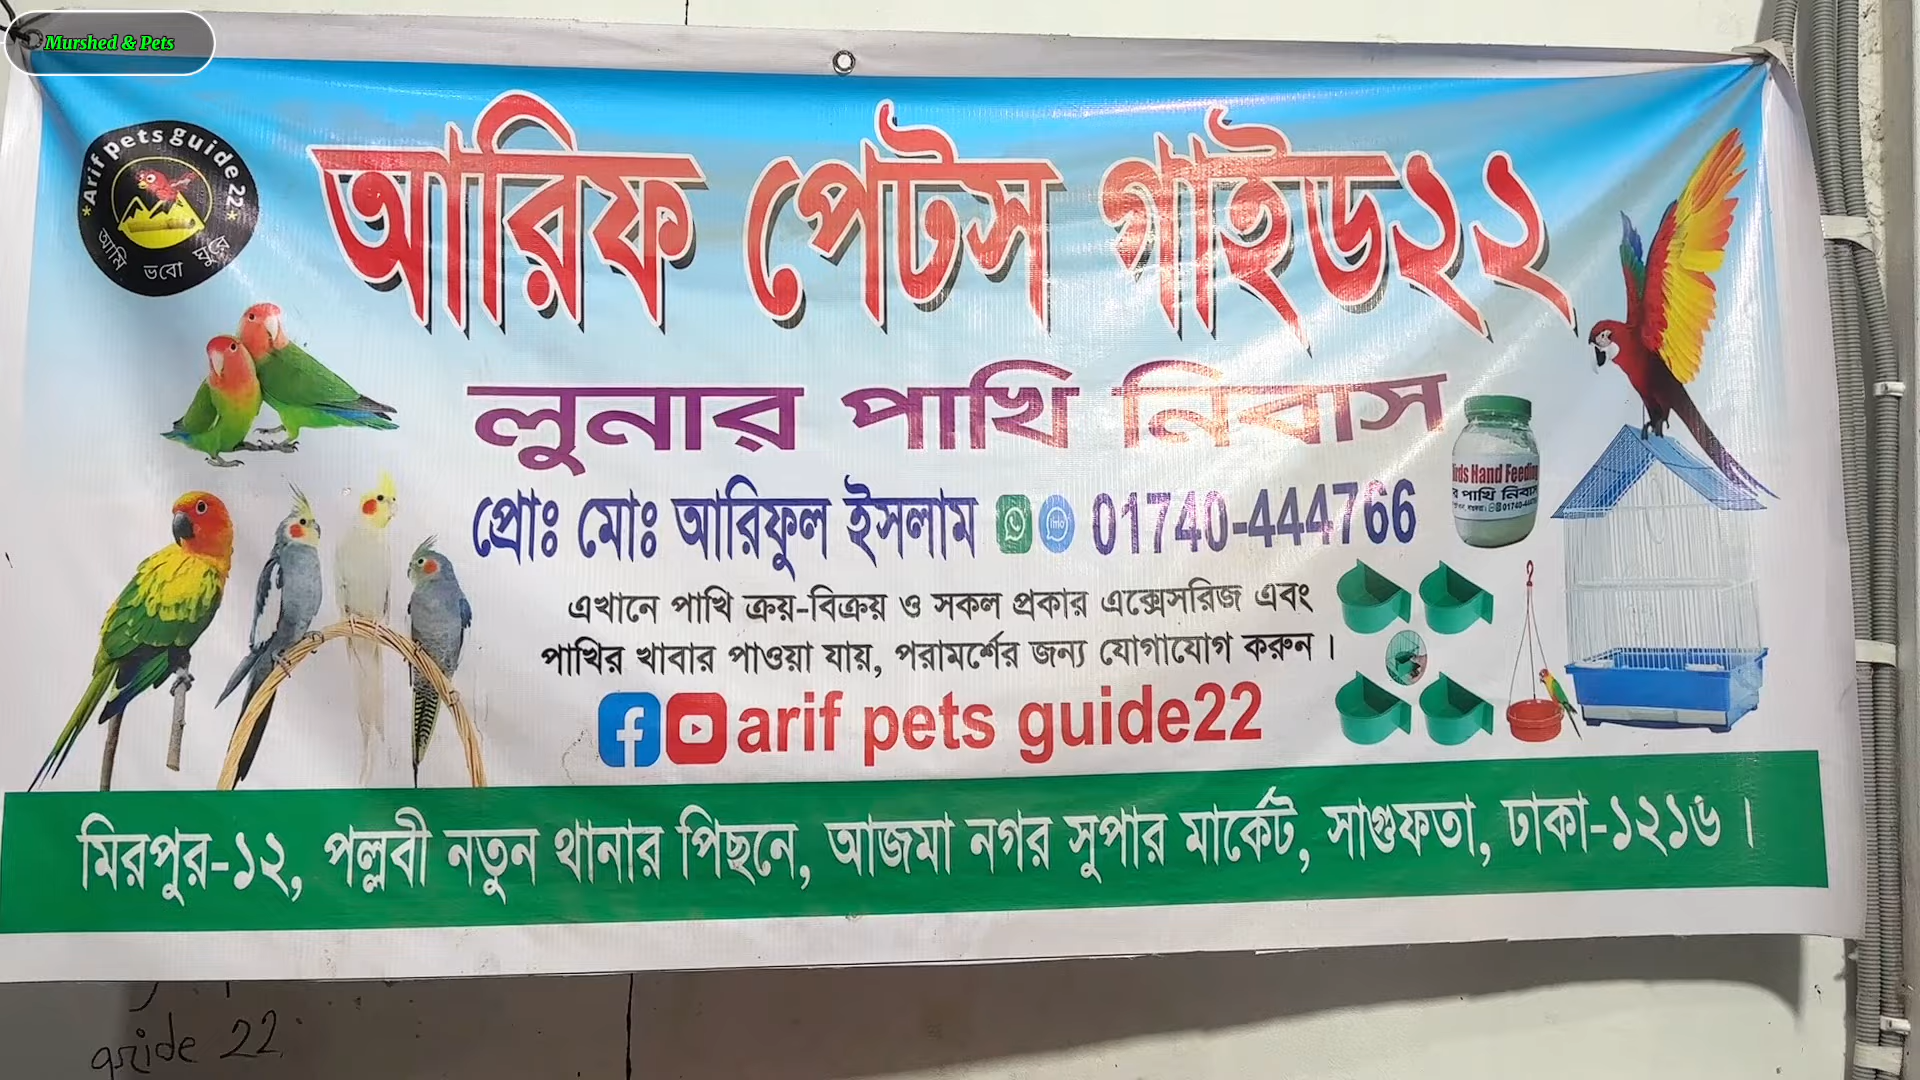 Murshed & Pets
*Arif pets guide 22*
আমি ভবো ঘুরে
আরিফ পেটস গাইড২২
লুনার পাখি নিবাস
প্রোঃ মোঃ আরিফুল ইসলাম 01740-444766
Birds Hand Feeding
এখানে পাখি ক্রয়-বিক্রয় ও সকল প্রকার এক্সেসরিজ এবং
পাখির খাবার পাওয়া যায়, পরামর্শের জন্য যোগাযোগ করুন।
arif pets guide22
মিরপুর-১২, পল্লবী নতুন থানার পিছনে, আজমা নগর সুপার মার্কেট, সাগুফতা, ঢাকা-১২১৬।
guide 22